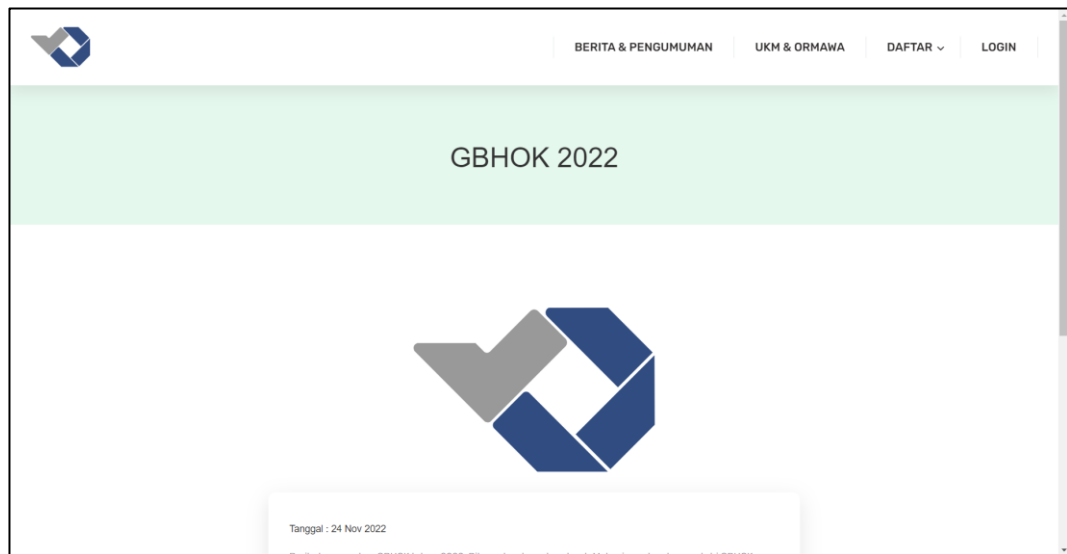 BERITA & PENGUMUMAN UKM & ORMAWA DAFTAR LOGIN
GBHOK 2022
Tanggal : 24 Nov 2022